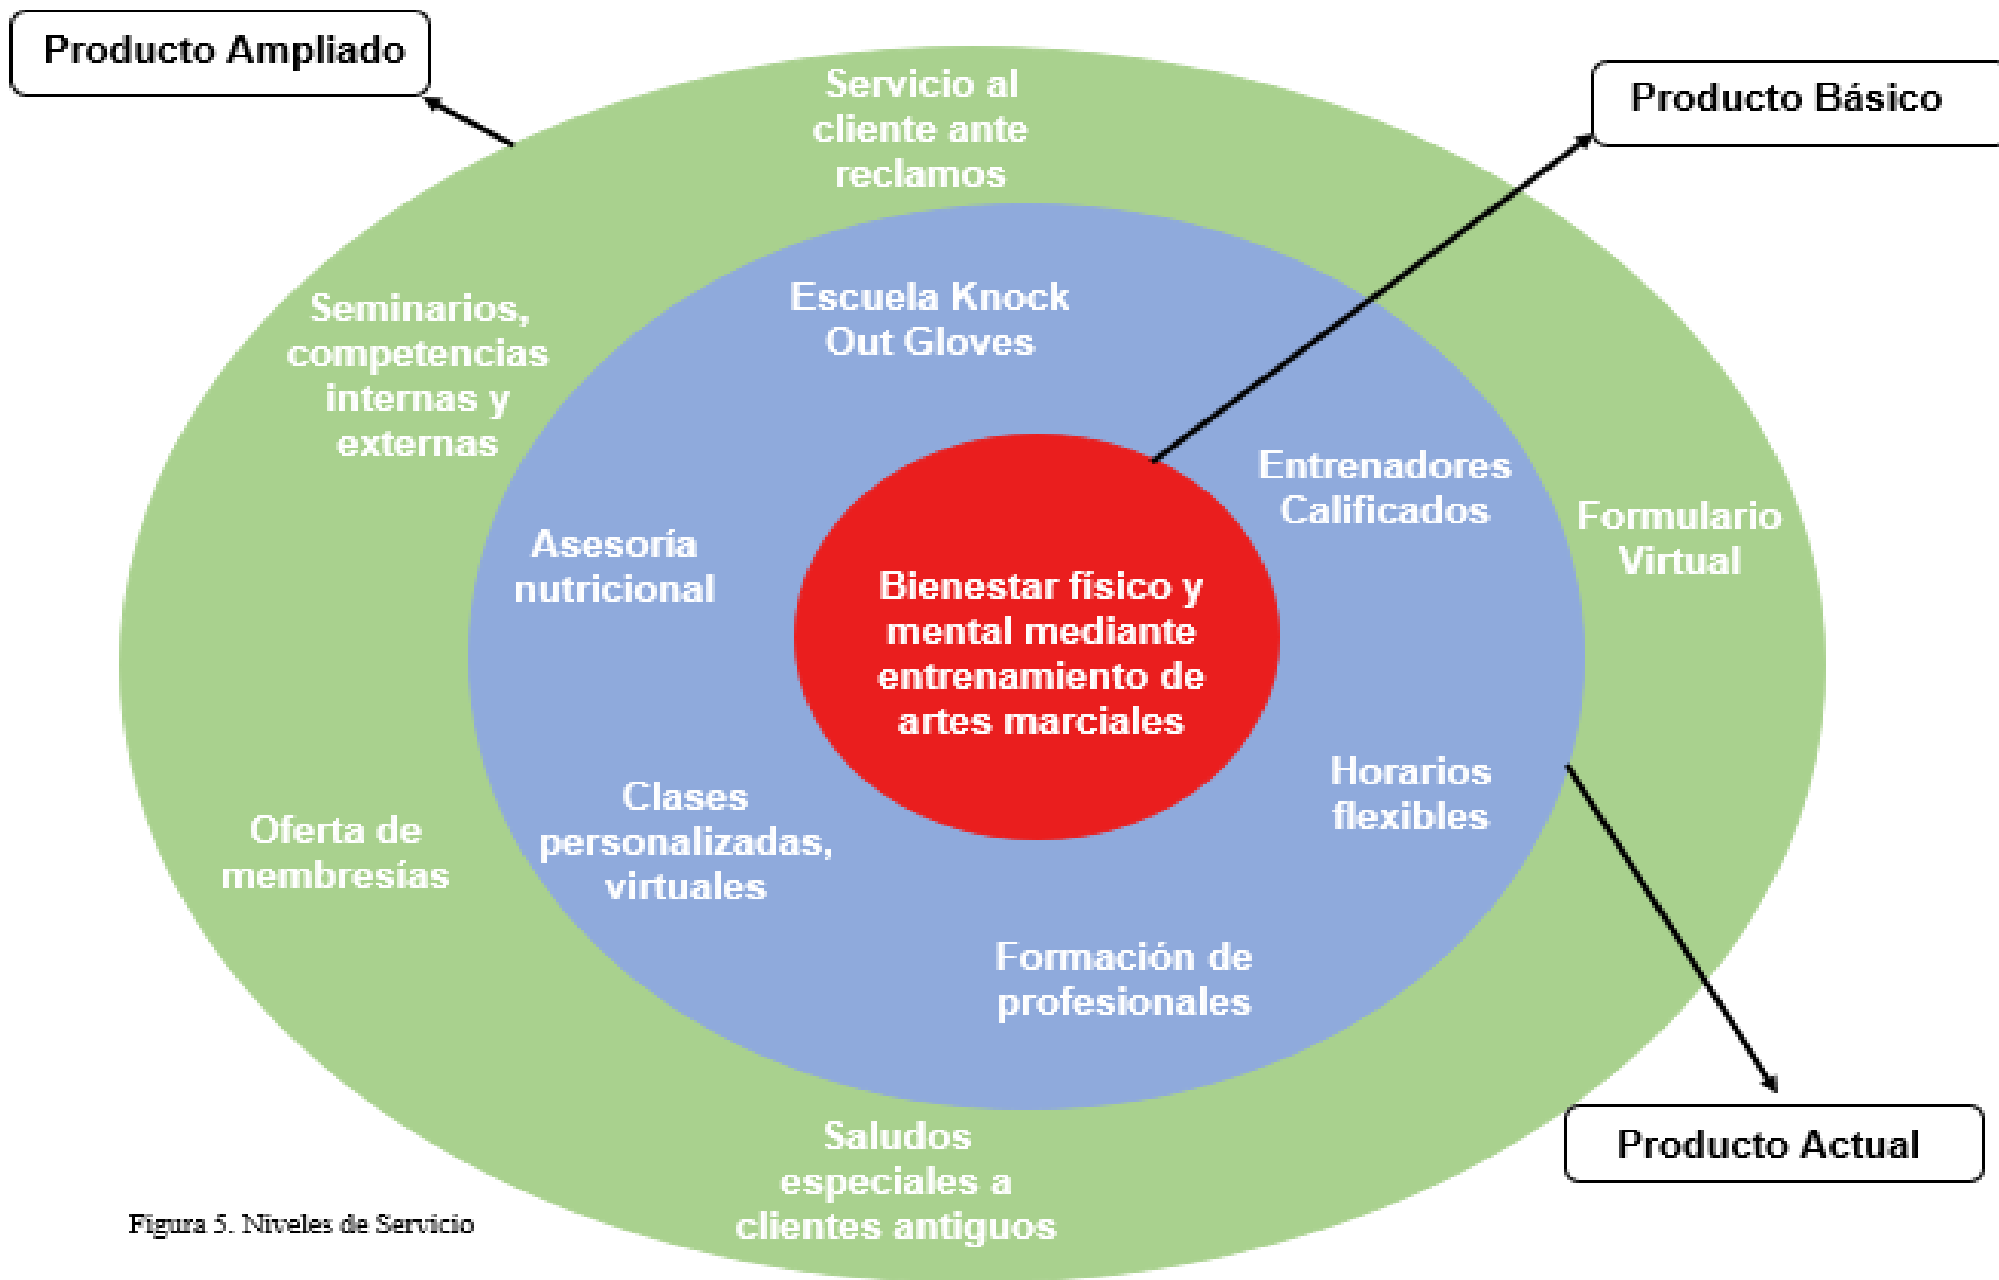 Producto Ampliado
Producto Básico
Servicio al
cliente ante
reclamos
Escuela Knock
Out Gloves
Seminarios,
competencias
internas y
externas
Entrenadores
Calificados
Formulario
Virtual
Asesoría
nutricional
Bienestar físico y
mental mediante
entrenamiento de
artes marciales
Horarios
flexibles
Clases
personalizadas,
virtuales
Oferta de
membresías
Formación de
profesionales
Producto Actual
Saludos
especiales a
clientes antiguos
Figura 5. Niveles de Servicio